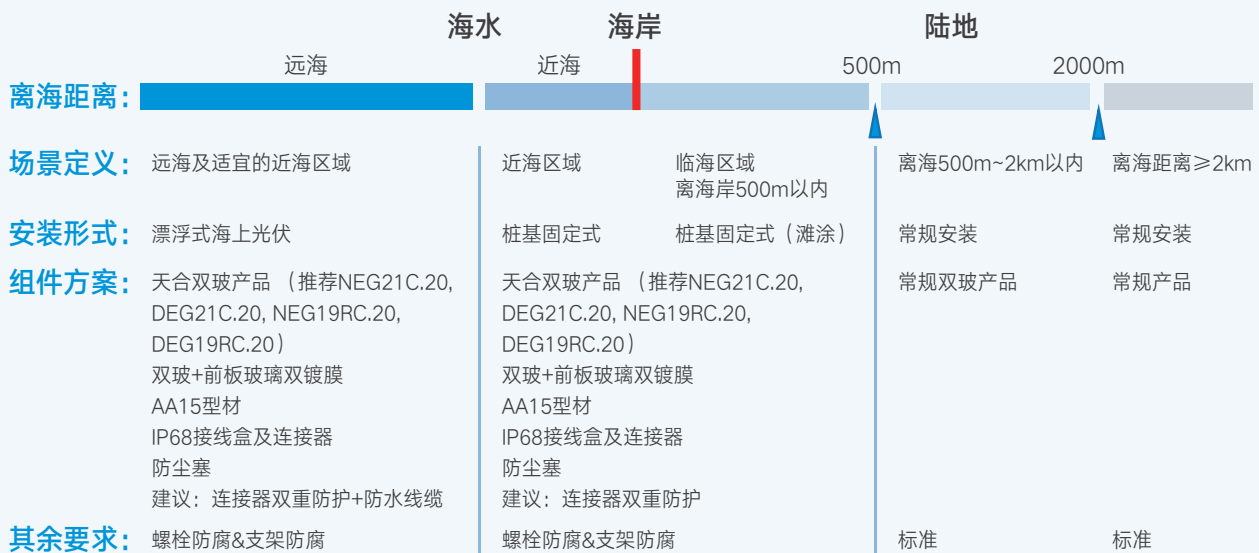 海水 海岸 陆地
远海 近海 500m 2000m
离海距离：
场景定义： 远海及适宜的近海区域 近海区域 临海区域 离海500m~2km以内 离海距离≥2km
离海岸500m以内
安装形式： 漂浮式海上光伏 桩基固定式 桩基固定式（滩涂） 常规安装 常规安装
组件方案： 天合双玻产品 （推荐NEG21C.20, 天合双玻产品 （推荐NEG21C.20, 常规双玻产品 常规产品
DEG21C.20, NEG19RC.20, DEG21C.20, NEG19RC.20,
DEG19RC.20） DEG19RC.20）
双玻+前板玻璃双镀膜 双玻+前板玻璃双镀膜
AA15型材 AA15型材
IP68接线盒及连接器 IP68接线盒及连接器
防尘塞 防尘塞
建议：连接器双重防护+防水线缆 建议：连接器双重防护
其余要求： 螺栓防腐&支架防腐 螺栓防腐&支架防腐 标准 标准